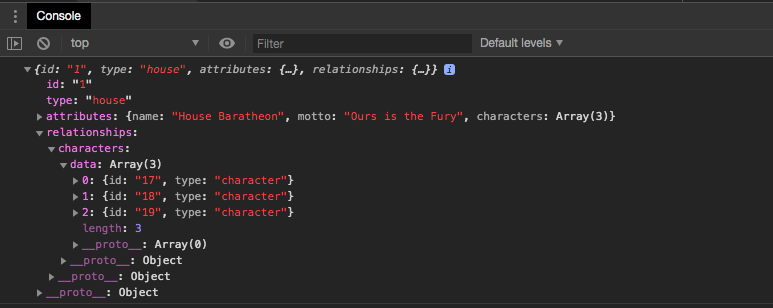 Console
top Filter Default levels
{id: "1", type: "house", attributes: {…}, relationships: {…}} i
id: "1"
type: "house"
attributes: {name: "House Baratheon", motto: "Ours is the Fury", characters: Array(3)}
relationships:
characters:
data: Array(3)
0: {id: "17", type: "character"}
1: {id: "18", type: "character"}
2: {id: "19", type: "character"}
length: 3
__proto__: Array(0)
__proto__: Object
__proto__: Object
__proto__: Object